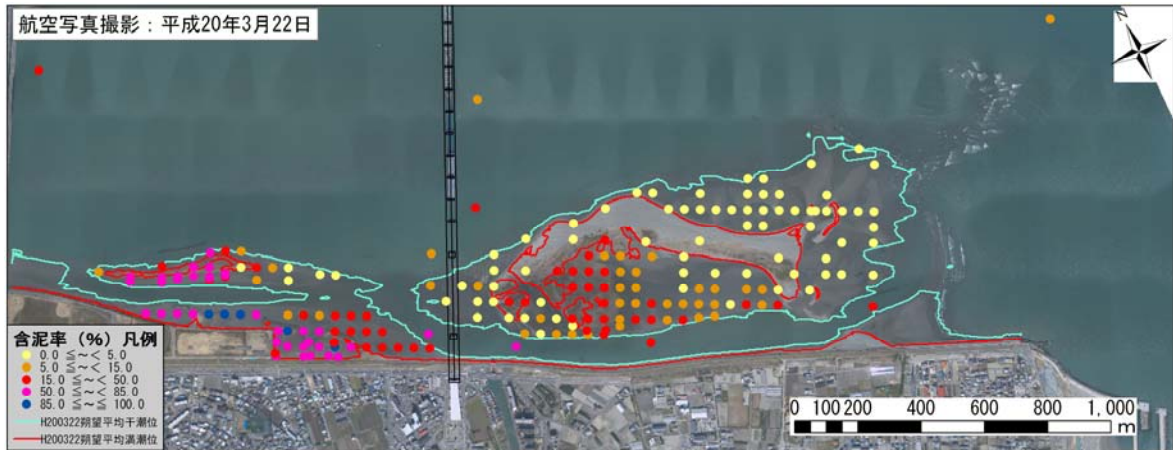 航空写真撮影:平成20年3月22日
N
含泥率(%)凡例
0.0 ≦~< 5.0
5.0 ≦~< 15.0
15.0 ≦~< 50.0
50.0 ≦~< 85.0
85.0 ≦~≦ 100.0
H200322朔望平均干潮位
H200322朔望平均満潮位
0 100 200 400 600 800 1,000
m